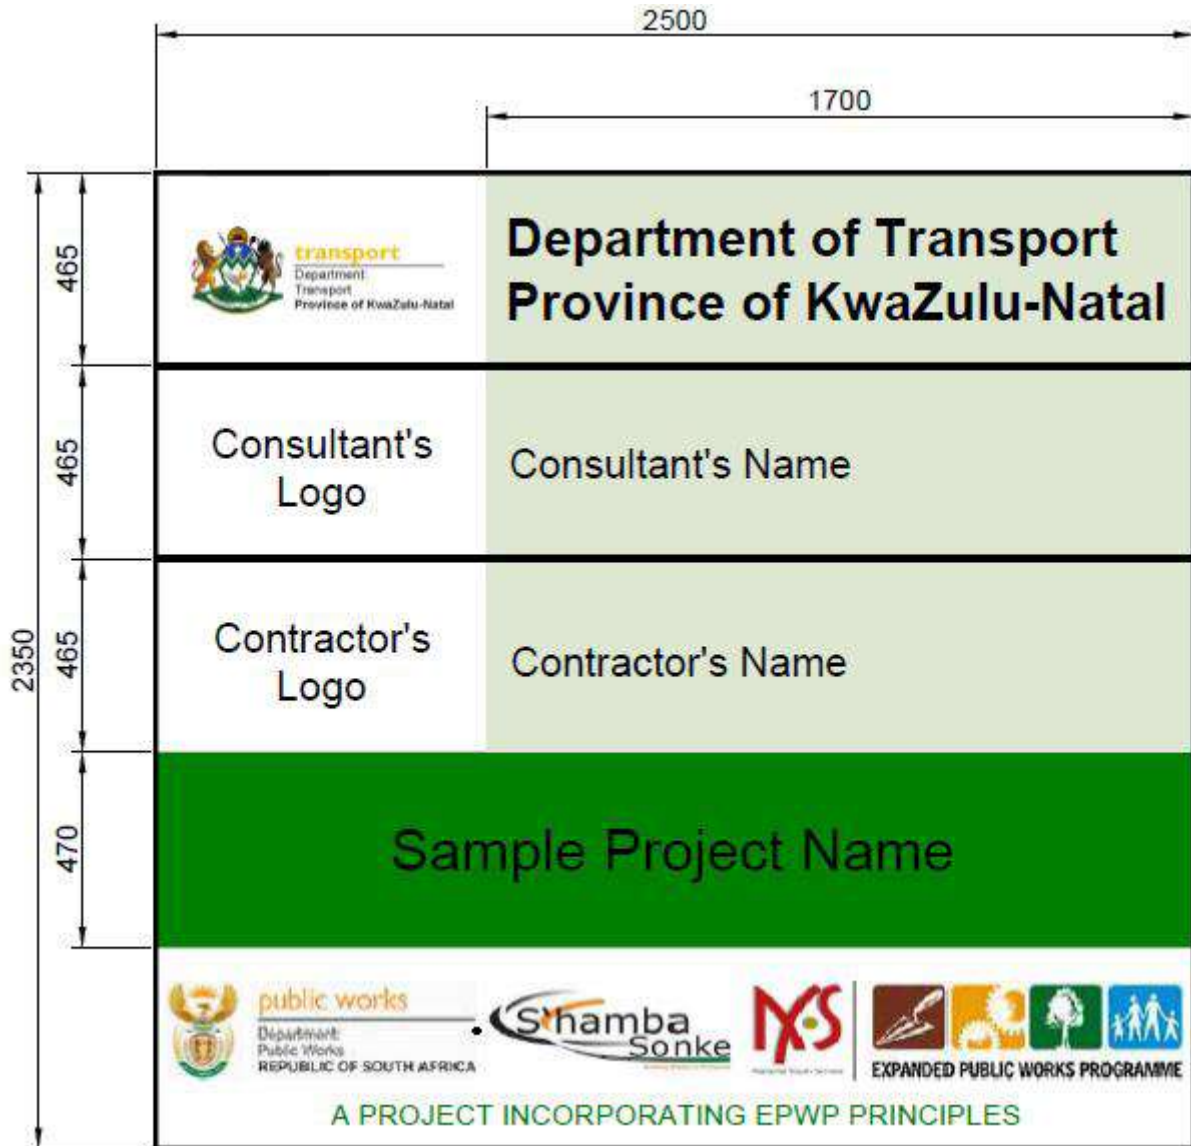 2500
1700
465
transport
Department:
Transport
Province of KwaZulu-Natal
Department of Transport
Province of KwaZulu-Natal
465
Consultant's
Logo
Consultant's Name
2350
465
Contractor's
Logo
Contractor's Name
470
Sample Project Name
public works
Department:
Public Works
REPUBLIC OF SOUTH AFRICA
S'hamba
Sonke
NYS
EXPANDED PUBLIC WORKS PROGRAMME
A PROJECT INCORPORATING EPWP PRINCIPLES